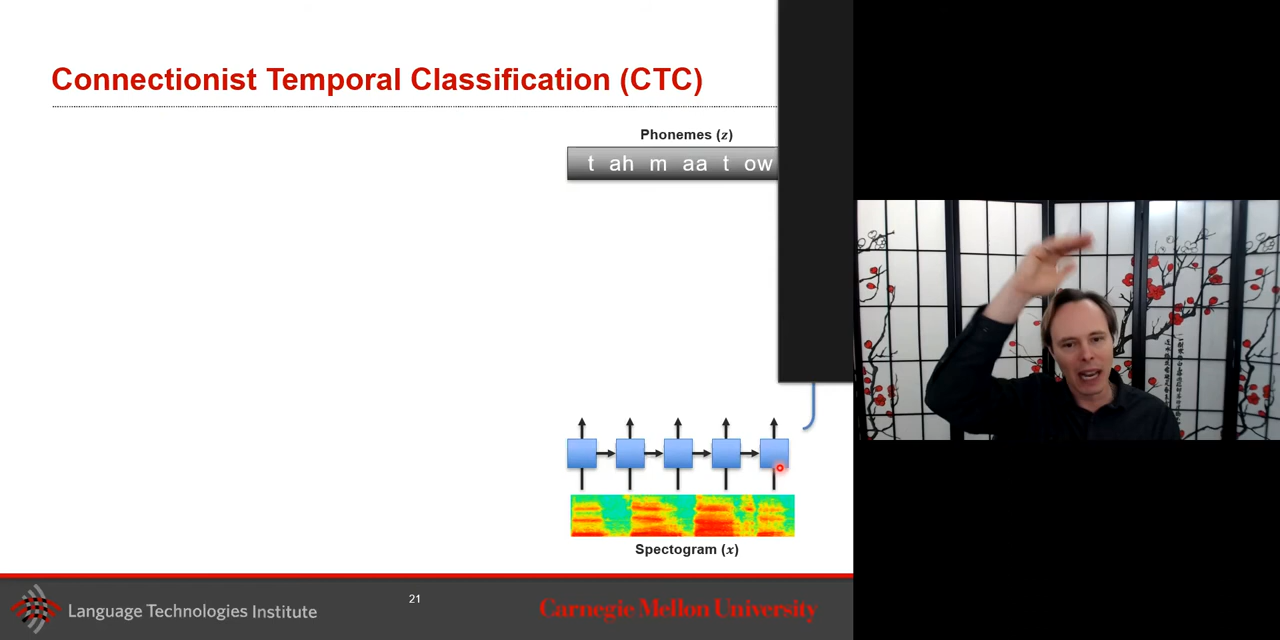 Connectionist Temporal Classification (CTC)
Phonemes (z)
t ah m aa t ow
Spectogram (x)
Language Technologies Institute
21
Carnegie Mellon University